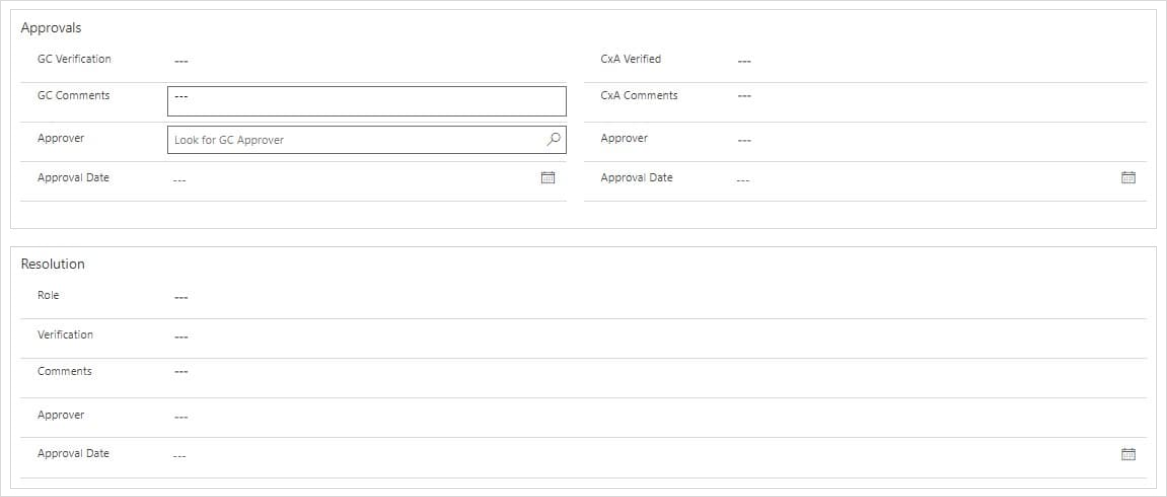 Approvals
GC Verification ---
GC Comments ---
Approver Look for GC Approver
Approval Date ---
CxA Verified ---
CxA Comments ---
Approver ---
Approval Date ---
Resolution
Role ---
Verification ---
Comments ---
Approver ---
Approval Date ---